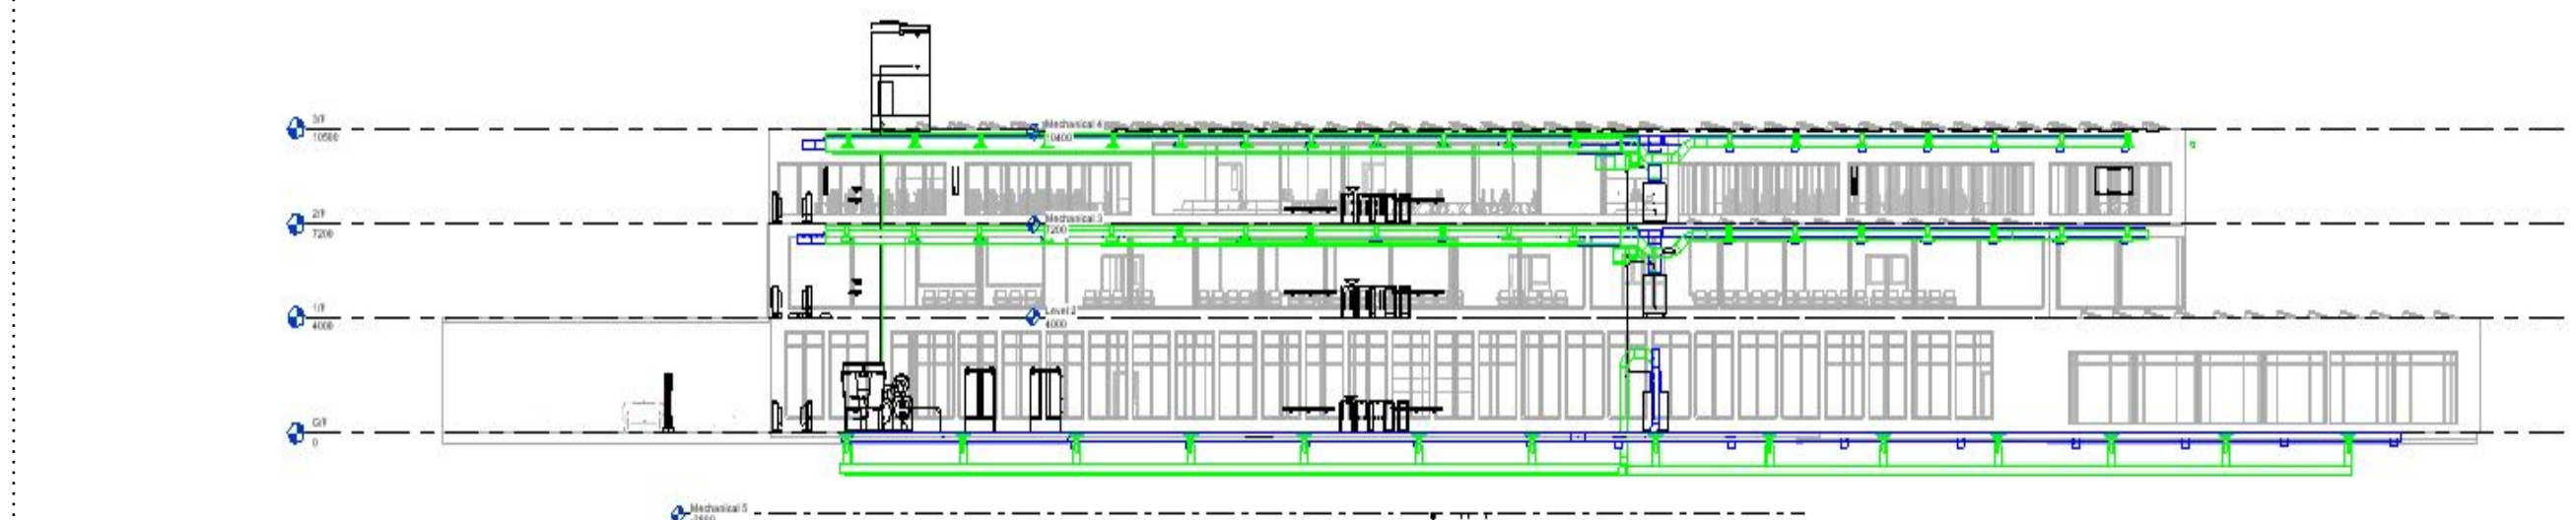 3/F
10500
Mechanical 4
10400
2/F
7200
Mechanical 3
7200
1/F
4000
Level 2
4000
G/F
0
Mechanical 5